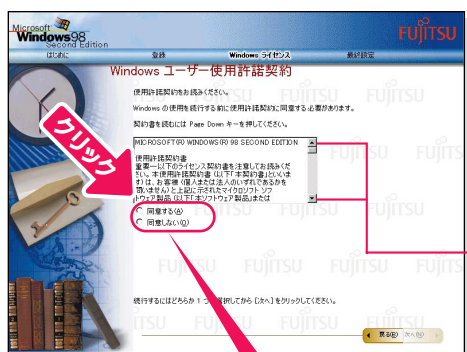 Microsoft
Windows98
Second Edition
FUJITSU
はじめに 登録 Windows ライセンス 最終設定
Windows ユーザー使用許諾契約
使用許諾契約をお読みください。
Windows の使用を続行する前に使用許諾契約に同意する必要があります。
契約書を読むには Page Down キーを押してください。
MICROSOFT(R) WINDOWS(R) 98 SECOND EDITION
使用許諾契約書
重要－以下のライセンス契約書を注意してお読みくだ
さい。本使用許諾契約書（以下「本契約書」といいま
す）は、お客様（個人または法人のいずれであるかを
問いません）と上記に示されたマイクロソフト ソフ
トウェア製品（以下「本ソフトウェア製品」または
クリック
同意する(A)
同意しない(D)
続行するにはどちらか 1 つ選択してから [次へ] をクリックしてください。
戻る(B) 次へ(N)